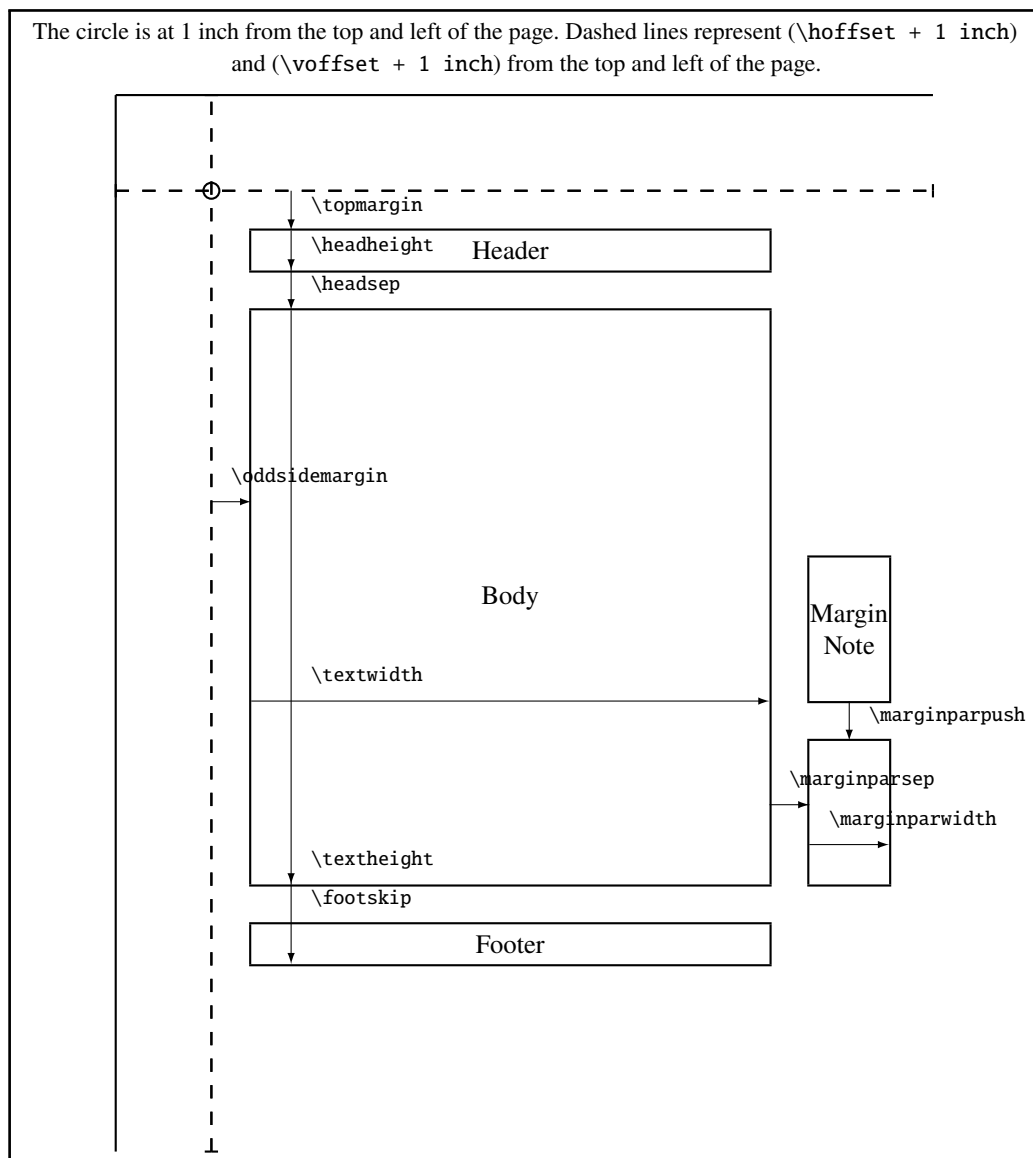 The circle is at 1 inch from the top and left of the page. Dashed lines represent (\hoffset + 1 inch)
and (\voffset + 1 inch) from the top and left of the page.
\topmargin
\headheight
Header
\headsep
\oddsidemargin
Body
Margin
Note
\textwidth
\marginparpush
\marginparsep
\marginparwidth
\textheight
\footskip
Footer